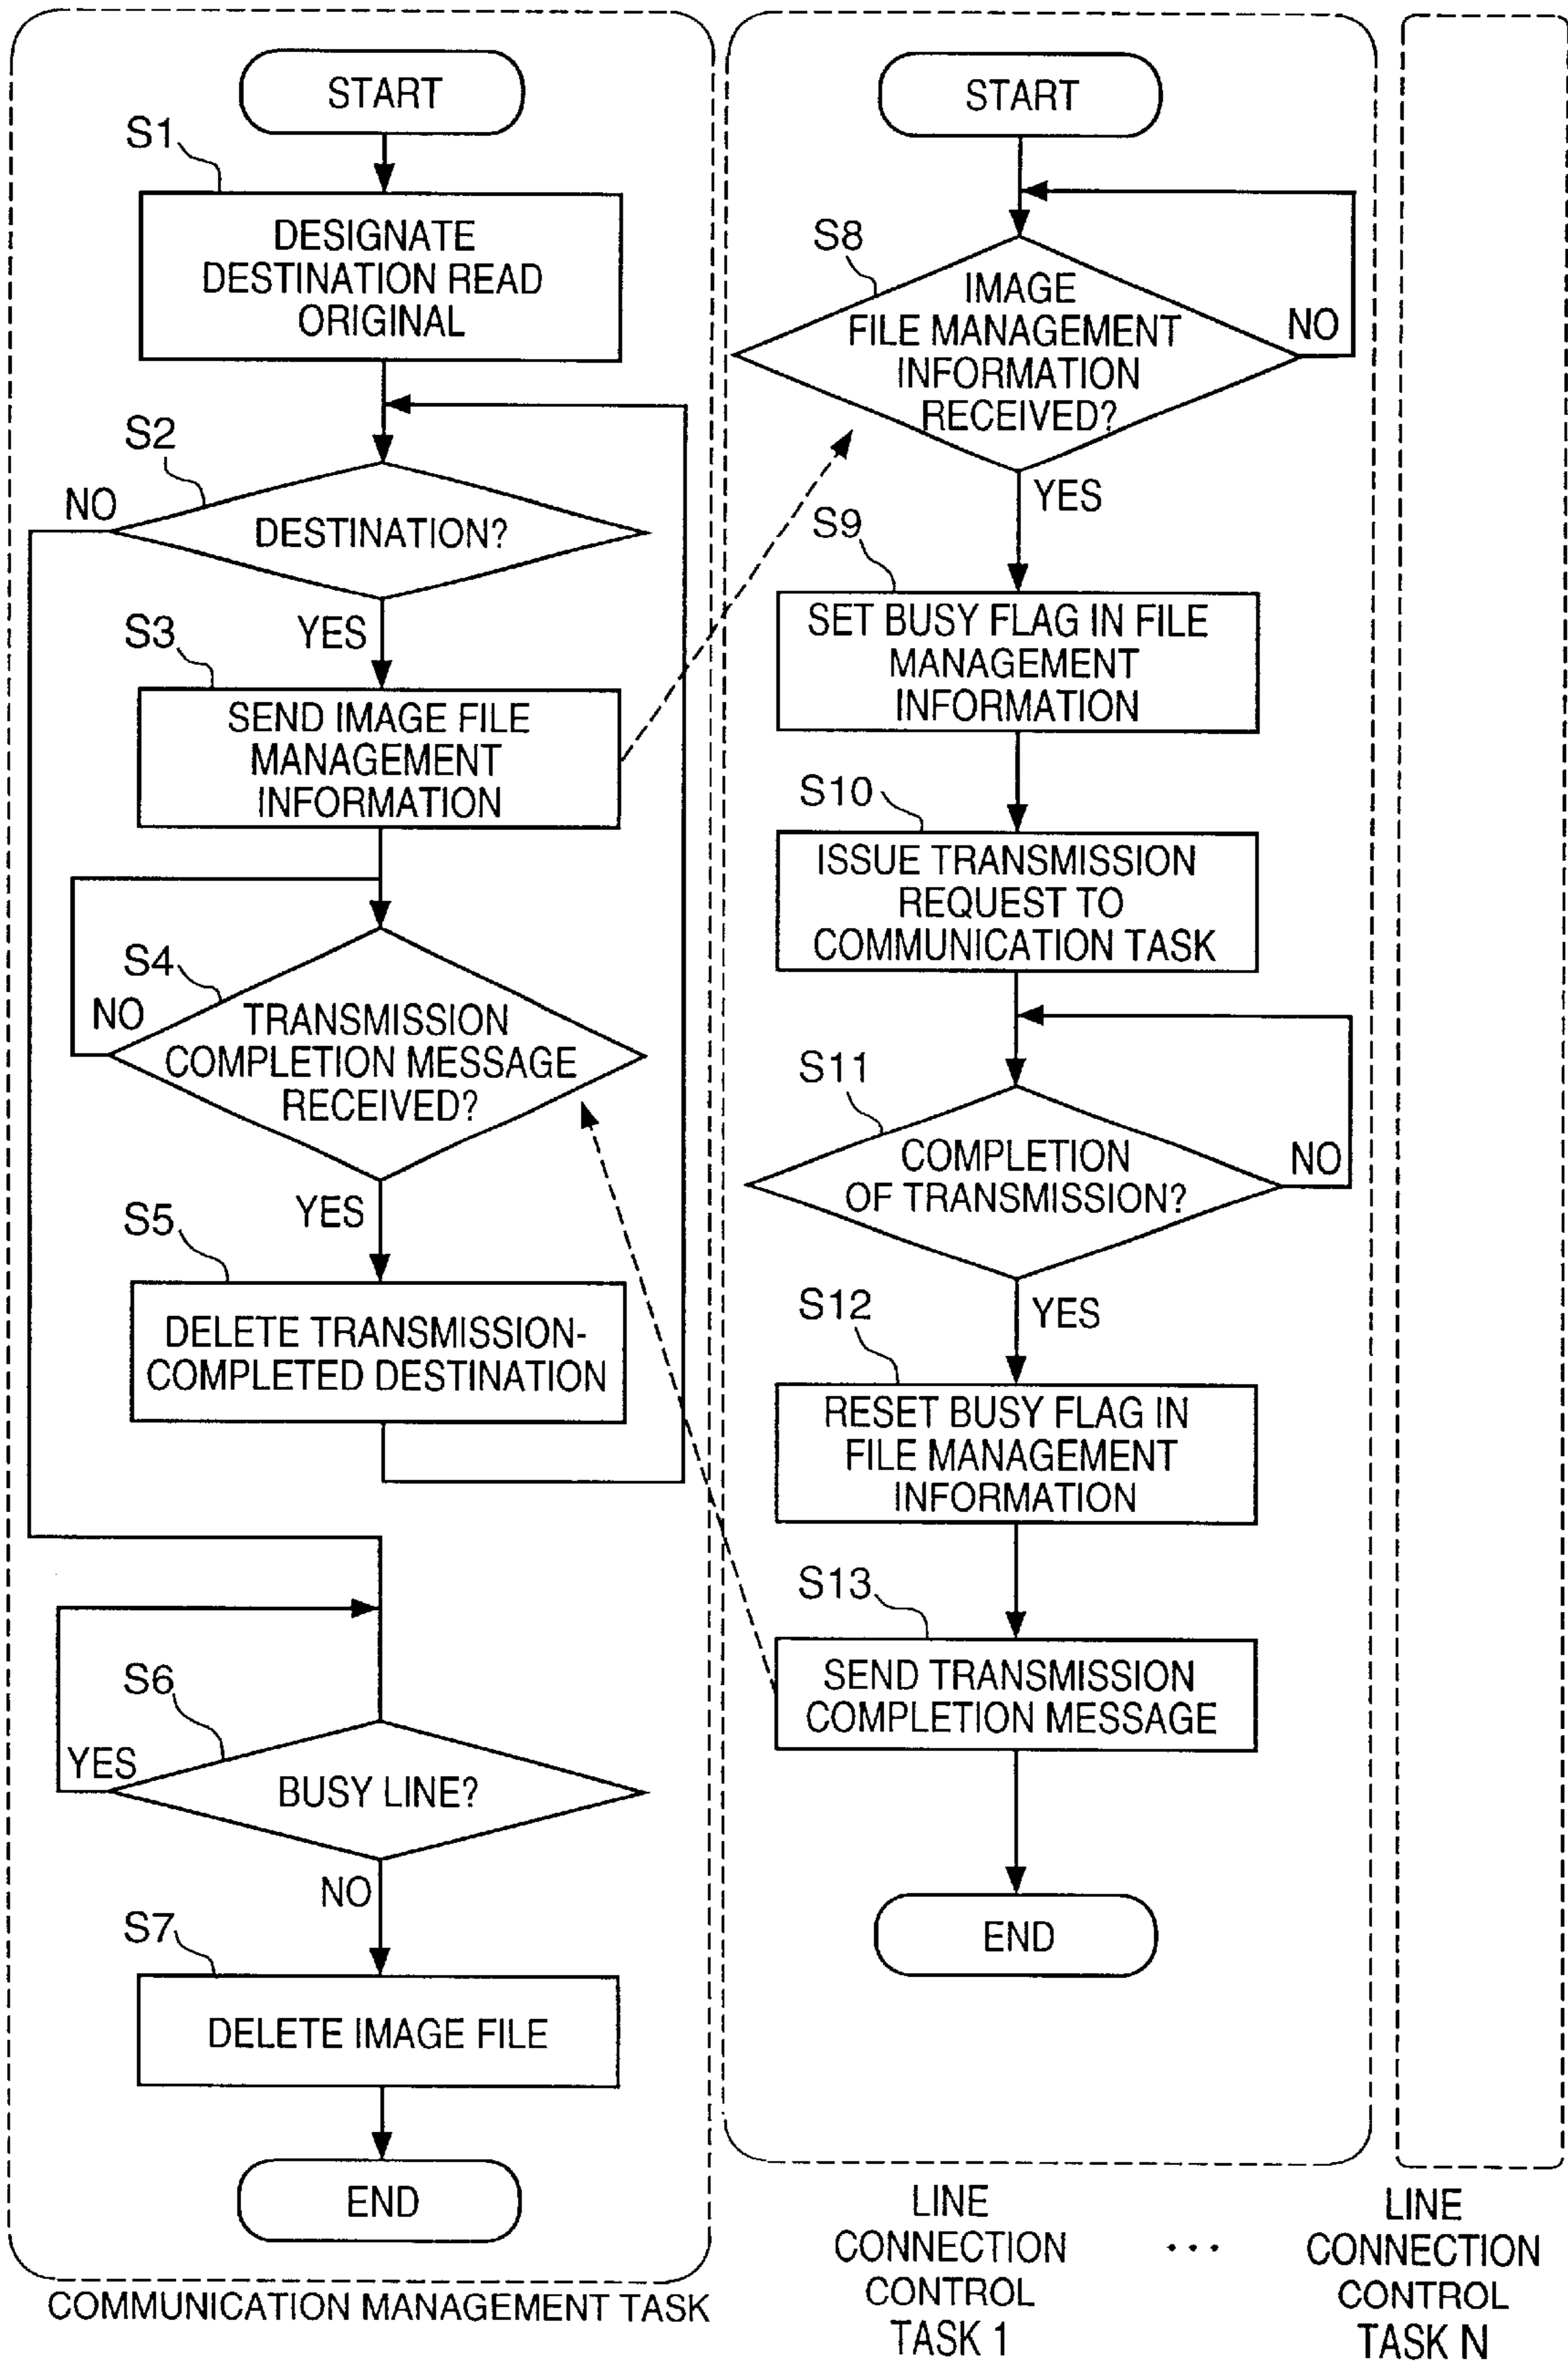 START
S1
DESIGNATE
DESTINATION READ
ORIGINAL
S2
NO
DESTINATION?
YES
S3
SEND IMAGE FILE
MANAGEMENT
INFORMATION
S4
NO
TRANSMISSION
COMPLETION MESSAGE
RECEIVED?
YES
S5
DELETE TRANSMISSION-
COMPLETED DESTINATION
S6
YES
BUSY LINE?
NO
S7
DELETE IMAGE FILE
END
COMMUNICATION MANAGEMENT TASK
START
S8
IMAGE
FILE MANAGEMENT
INFORMATION
RECEIVED?
NO
YES
S9
SET BUSY FLAG IN FILE
MANAGEMENT
INFORMATION
S10
ISSUE TRANSMISSION
REQUEST TO
COMMUNICATION TASK
S11
COMPLETION
OF TRANSMISSION?
NO
YES
S12
RESET BUSY FLAG IN
FILE MANAGEMENT
INFORMATION
S13
SEND TRANSMISSION
COMPLETION MESSAGE
END
LINE
CONNECTION
CONTROL
TASK 1
...
LINE
CONNECTION
CONTROL
TASK N